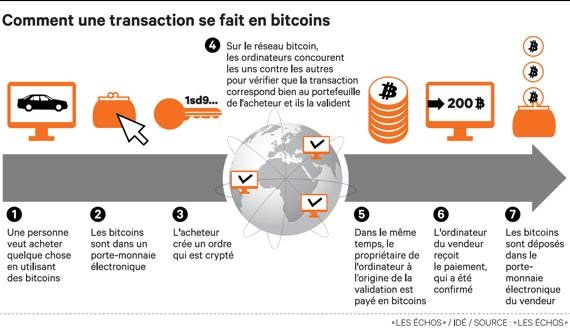 Comment une transaction se fait en bitcoins
4
Sur le réseau bitcoin,
les ordinateurs concourent
les uns contre les autres
pour vérifier que la transaction
correspond bien au portefeuille
de l'acheteur et ils la valident
1sd9...
200
1
Une personne
veut acheter
quelque chose
en utilisant
des bitcoins
2
Les bitcoins
sont dans un
porte-monnaie
électronique
3
L'acheteur
crée un ordre
qui est crypté
5
Dans le même
temps, le
propriétaire de
l'ordinateur à
l'origine de la
validation est
payé en bitcoins
6
L'ordinateur
du vendeur
reçoit
le paiement,
qui a été
confirmé
7
Les bitcoins
sont déposés
dans le
porte-
monnaie
électronique
du vendeur
«LES ÉCHOS» / IDÉ / SOURCE : «LES ÉCHOS»